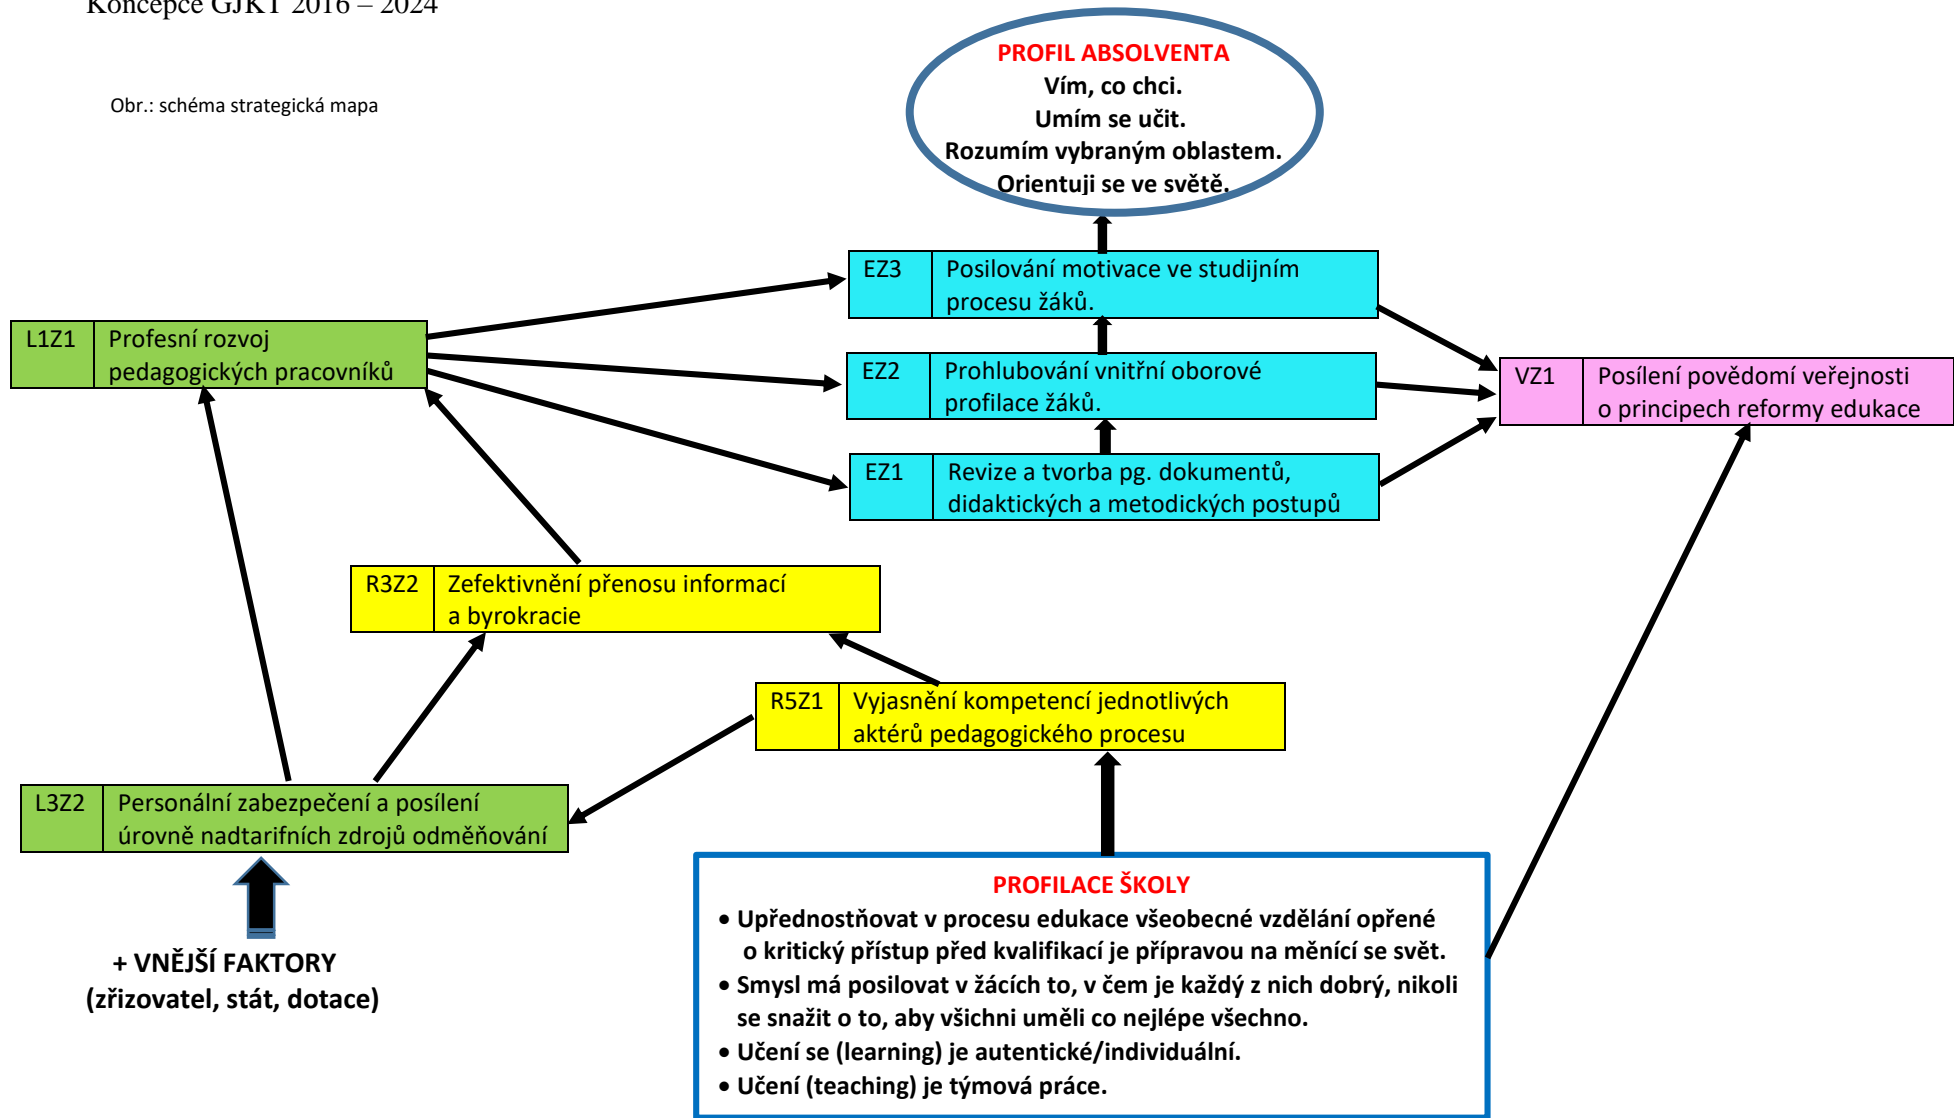 Koncepce GJKT 2016 – 2024
Obr.: schéma strategická mapa
PROFIL ABSOLVENTA
Vím, co chci.
Umím se učit.
Rozumím vybraným oblastem.
Orientuji se ve světě.
EZ3 Posilování motivace ve studijním
procesu žáků.
L1Z1 Profesní rozvoj
pedagogických pracovníků
EZ2 Prohlubování vnitřní oborové
profilace žáků.
VZ1 Posílení povědomí veřejnosti
o principech reformy edukace
EZ1 Revize a tvorba pg. dokumentů,
didaktických a metodických postupů
R3Z2 Zefektivnění přenosu informací
a byrokracie
R5Z1 Vyjasnění kompetencí jednotlivých
aktérů pedagogického procesu
L3Z2 Personální zabezpečení a posílení
úrovně nadtarifních zdrojů odměňování
+ VNĚJŠÍ FAKTORY
(zřizovatel, stát, dotace)
PROFILACE ŠKOLY
• Upřednostňovat v procesu edukace všeobecné vzdělání opřené
o kritický přístup před kvalifikací je přípravou na měnící se svět.
• Smysl má posilovat v žácích to, v čem je každý z nich dobrý, nikoli
se snažit o to, aby všichni uměli co nejlépe všechno.
• Učení se (learning) je autentické/individuální.
• Učení (teaching) je týmová práce.